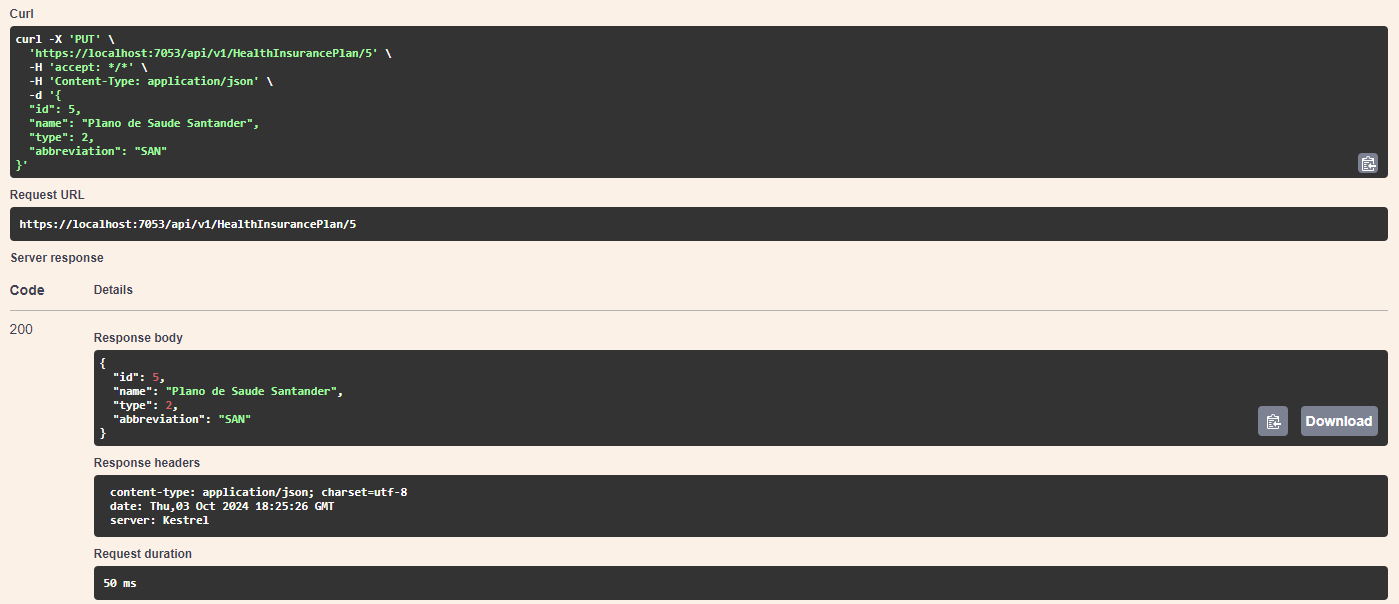 Curl
curl -X 'PUT' \
  'https://localhost:7053/api/v1/HealthInsurancePlan/5' \
  -H 'accept: */*' \
  -H 'Content-Type: application/json' \
  -d '{
  "id": 5,
  "name": "Plano de Saude Santander",
  "type": 2,
  "abbreviation": "SAN"
}'
Request URL
https://localhost:7053/api/v1/HealthInsurancePlan/5
Server response
Code Details
200
Response body
{
  "id": 5,
  "name": "Plano de Saude Santander",
  "type": 2,
  "abbreviation": "SAN"
}
Download
Response headers
content-type: application/json; charset=utf-8
date: Thu,03 Oct 2024 18:25:26 GMT
server: Kestrel
Request duration
50 ms